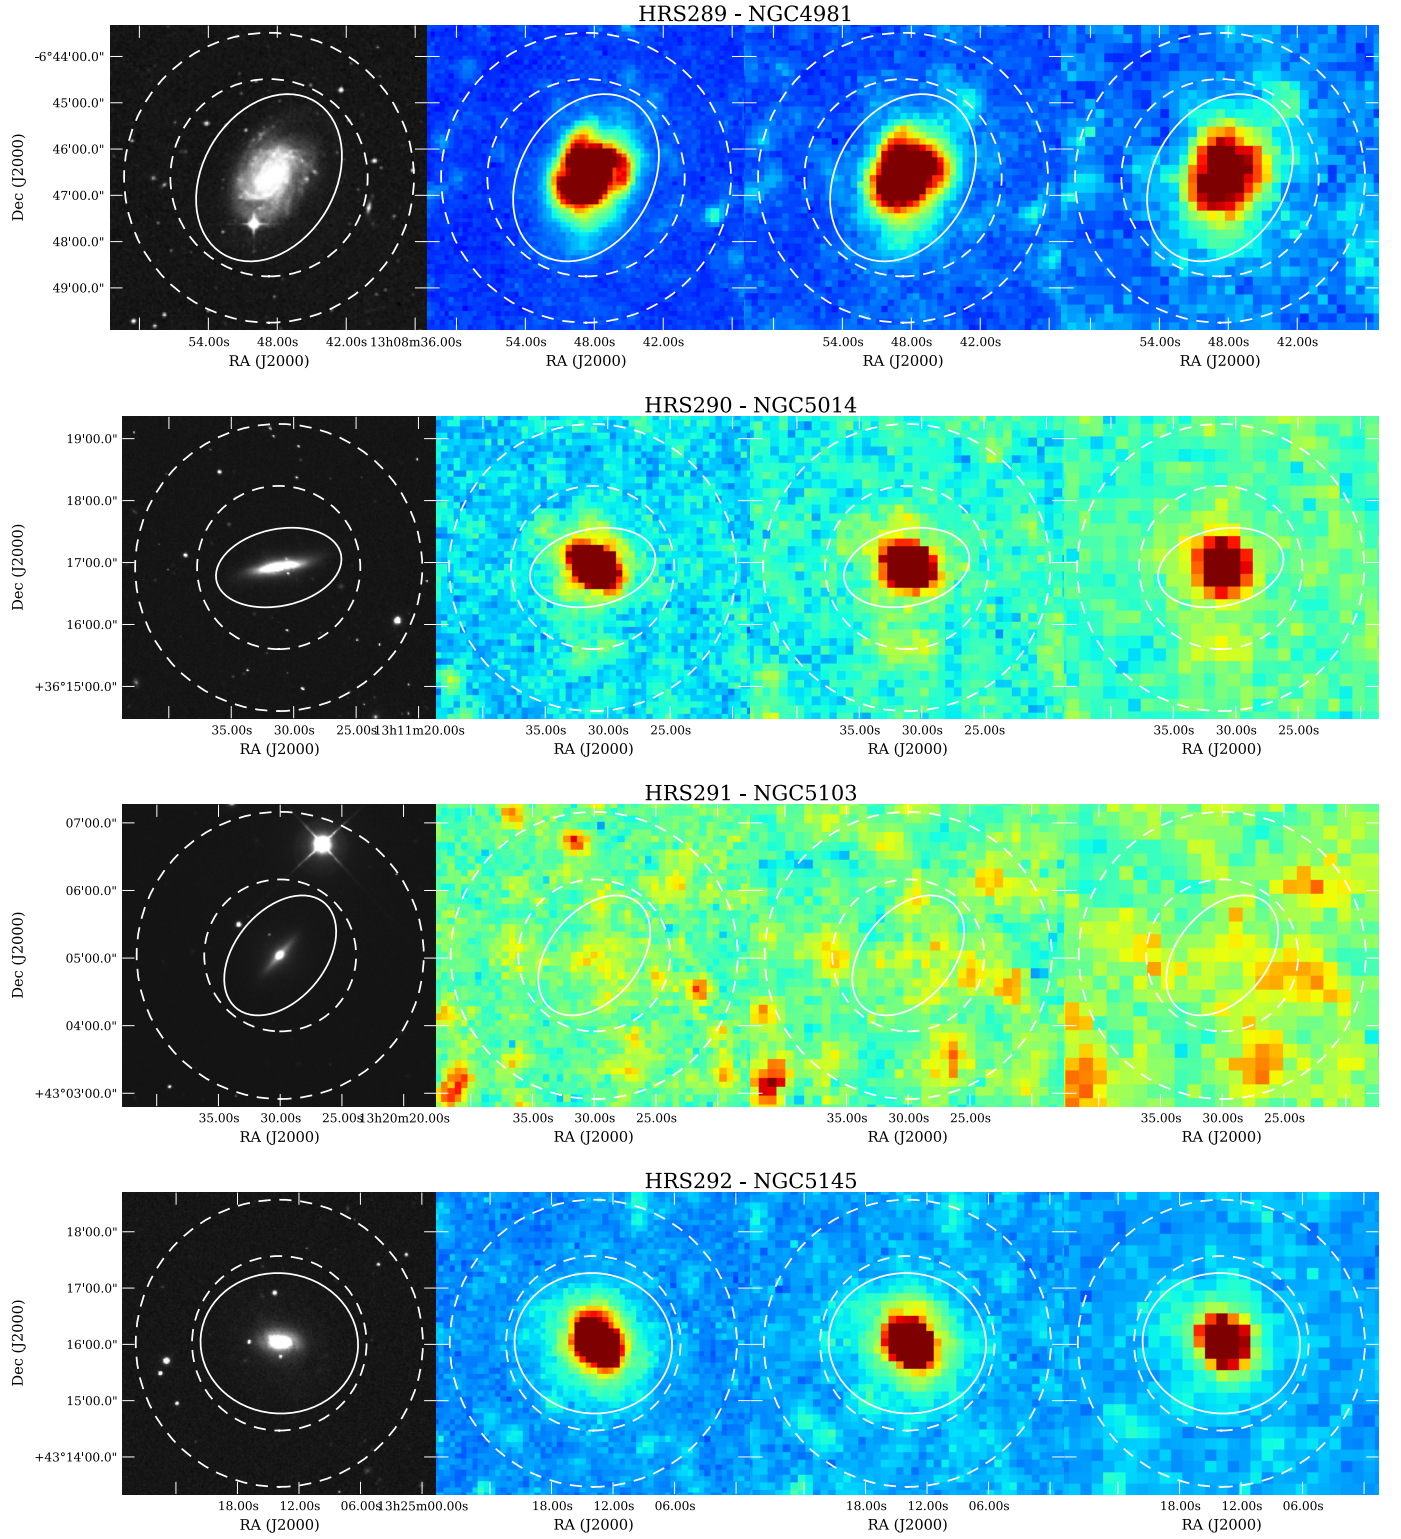 HRS289 - NGC4981
Dec (J2000)
-6°44'00.0"
45'00.0"
46'00.0"
47'00.0"
48'00.0"
49'00.0"
54.00s 48.00s 42.00s 13h08m36.00s 54.00s 48.00s 42.00s 54.00s 48.00s 42.00s 54.00s 48.00s 42.00s
RA (J2000) RA (J2000) RA (J2000) RA (J2000)
HRS290 - NGC5014
Dec (J2000)
19'00.0"
18'00.0"
17'00.0"
16'00.0"
+36°15'00.0"
35.00s 30.00s 25.00s 13h11m20.00s 35.00s 30.00s 25.00s 35.00s 30.00s 25.00s 35.00s 30.00s 25.00s
RA (J2000) RA (J2000) RA (J2000) RA (J2000)
HRS291 - NGC5103
Dec (J2000)
07'00.0"
06'00.0"
05'00.0"
04'00.0"
+43°03'00.0"
35.00s 30.00s 25.00s 13h20m20.00s 35.00s 30.00s 25.00s 35.00s 30.00s 25.00s 35.00s 30.00s 25.00s
RA (J2000) RA (J2000) RA (J2000) RA (J2000)
HRS292 - NGC5145
Dec (J2000)
18'00.0"
17'00.0"
16'00.0"
15'00.0"
+43°14'00.0"
18.00s 12.00s 06.00s 13h25m00.00s 18.00s 12.00s 06.00s 18.00s 12.00s 06.00s 18.00s 12.00s 06.00s
RA (J2000) RA (J2000) RA (J2000) RA (J2000)